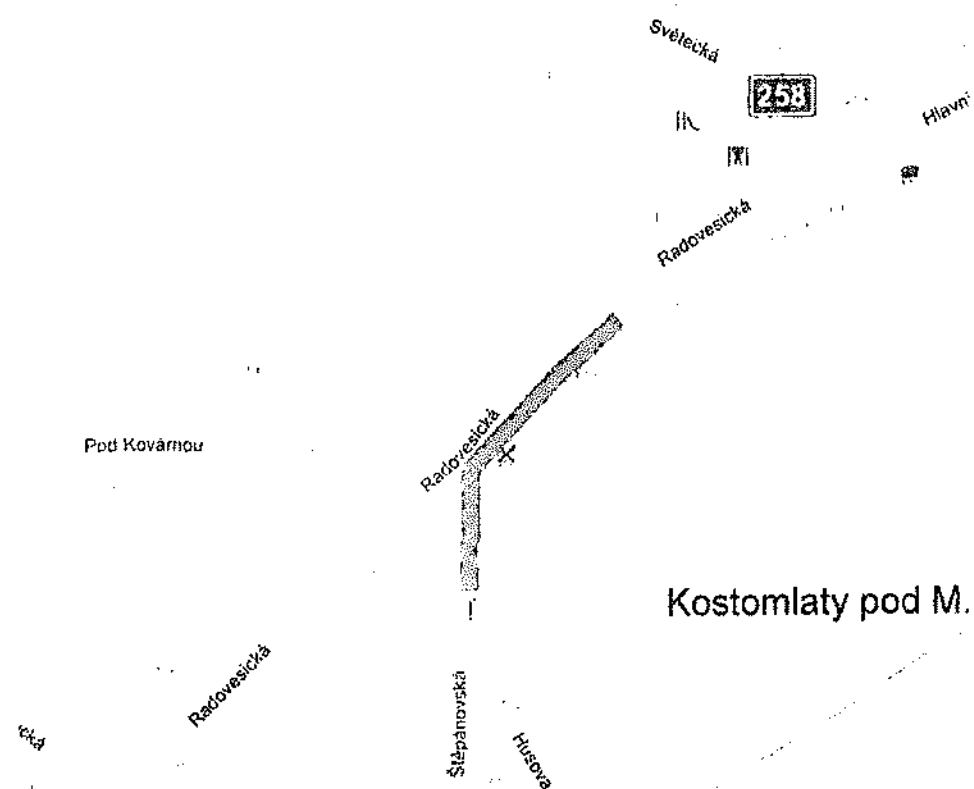 Světecká
258
Hlavní
Radovesická
Radovesická
Pod Kovárnou
Kostomlaty pod M.
Radovesická
Štěpánovská
Husova